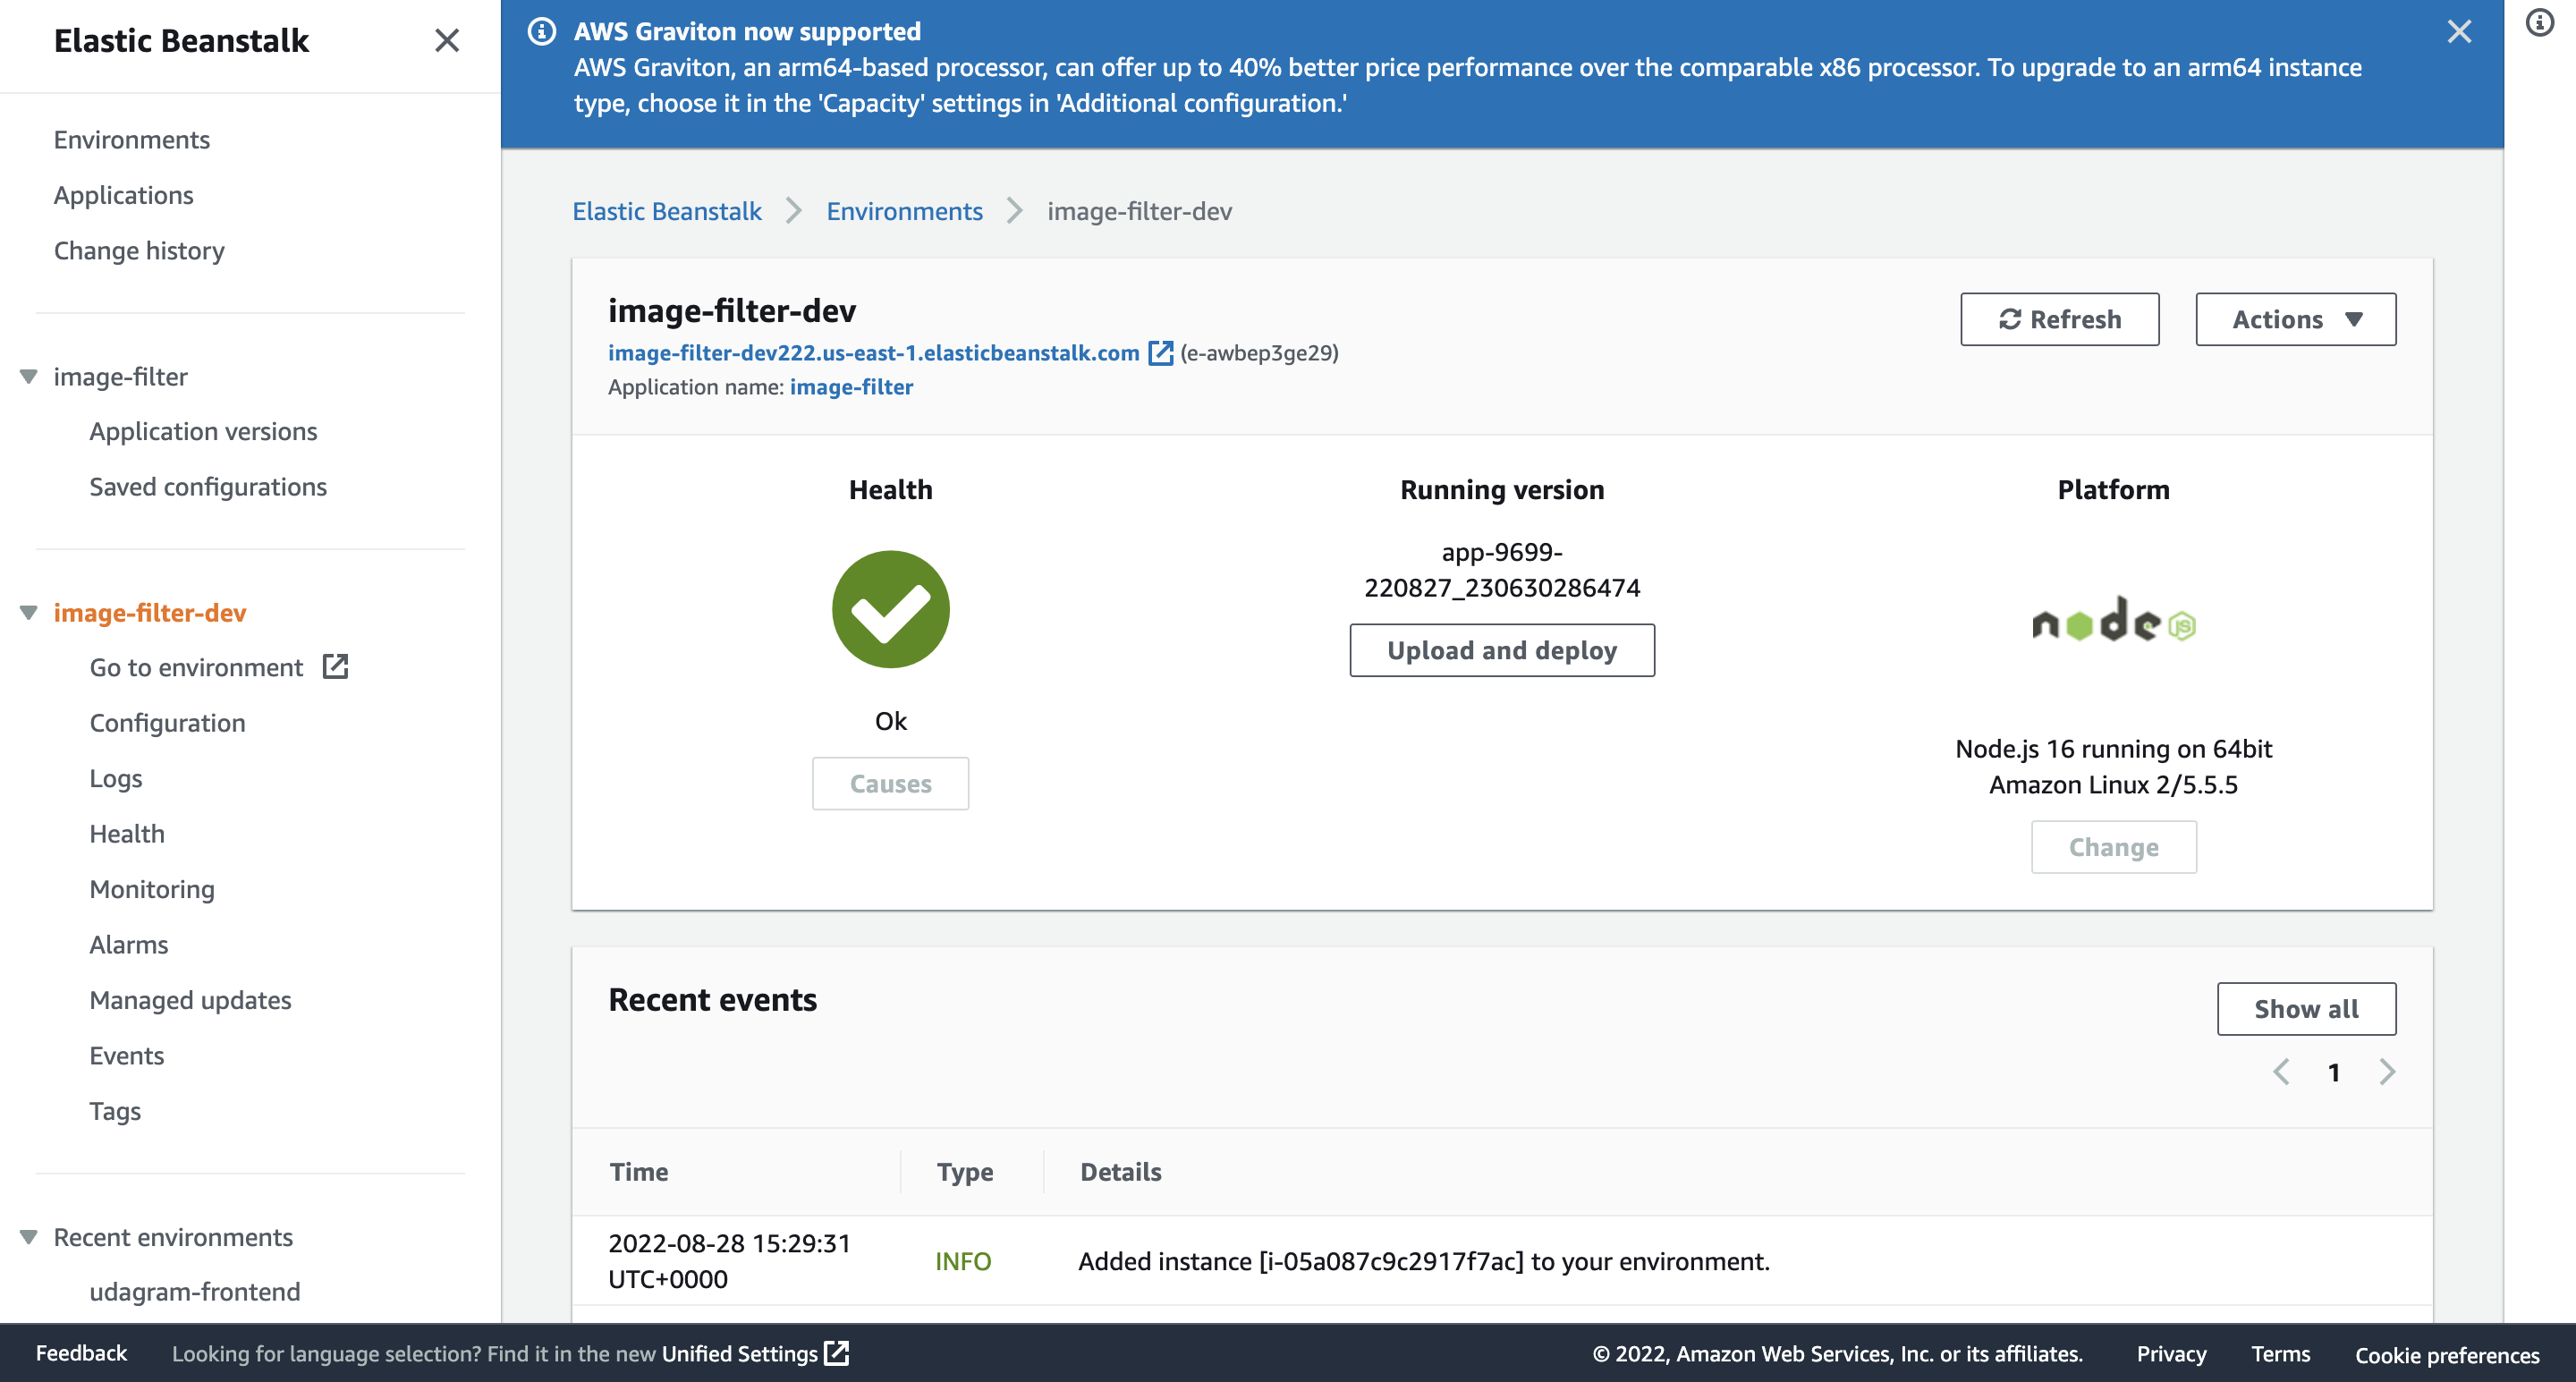 Elastic Beanstalk
Environments
Applications
Change history
image-filter
Application versions
Saved configurations
image-filter-dev
Go to environment
Configuration
Logs
Health
Monitoring
Alarms
Managed updates
Events
Tags
Recent environments
udagram-frontend
AWS Graviton now supported
AWS Graviton, an arm64-based processor, can offer up to 40% better price performance over the comparable x86 processor. To upgrade to an arm64 instance
type, choose it in the 'Capacity' settings in 'Additional configuration.'
Elastic Beanstalk Environments image-filter-dev
image-filter-dev
image-filter-dev222.us-east-1.elasticbeanstalk.com (e-awbep3ge29)
Application name: image-filter
Refresh
Actions
Health
Ok
Causes
Running version
app-9699-
220827_230630286474
Upload and deploy
Platform
node JS
Node.js 16 running on 64bit
Amazon Linux 2/5.5.5
Change
Recent events
Show all
1
Time Type Details
2022-08-28 15:29:31
UTC+0000
INFO
Added instance [i-05a087c9c2917f7ac] to your environment.
Feedback Looking for language selection? Find it in the new Unified Settings © 2022, Amazon Web Services, Inc. or its affiliates. Privacy Terms Cookie preferences